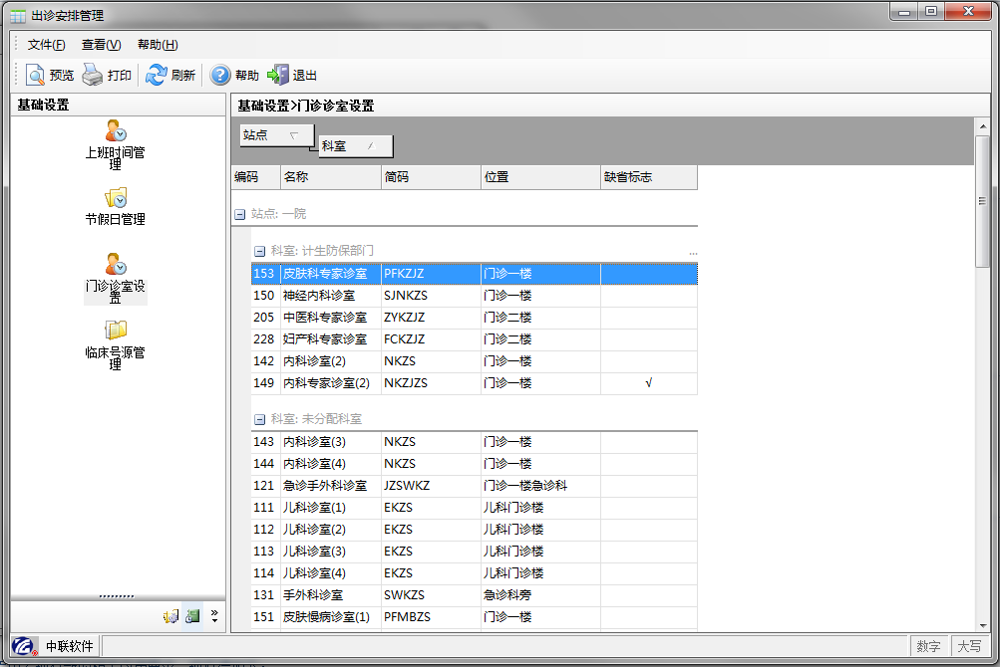 出诊安排管理
文件(F) 查看(V) 帮助(H)
预览 打印 刷新 帮助 退出
基础设置
上班时间管
理
节假日管理
门诊诊室设
置
临床号源管
理
基础设置>门诊诊室设置
站点
科室
编码 名称 简码 位置 缺省标志
站点: 一院
科室: 计生防保部门 ...
153 皮肤科专家诊室 PFKZJZ 门诊一楼
150 神经内科诊室 SJNKZS 门诊一楼
205 中医科专家诊室 ZYKZJZ 门诊二楼
228 妇产科专家诊室 FCKZJZ 门诊二楼
142 内科诊室(2) NKZS 门诊一楼
149 内科专家诊室(2) NKZJZS 门诊一楼 √
科室: 未分配科室
143 内科诊室(3) NKZS 门诊一楼
144 内科诊室(4) NKZS 门诊一楼
121 急诊手外科诊室 JZSWKZ 门诊一楼急诊科
111 儿科诊室(1) EKZS 儿科门诊楼
112 儿科诊室(2) EKZS 儿科门诊楼
113 儿科诊室(3) EKZS 儿科门诊楼
114 儿科诊室(4) EKZS 儿科门诊楼
131 手外科诊室 SWKZS 急诊科旁
151 皮肤慢病诊室(1) PFMBZS 门诊一楼
中联软件 数字 大写